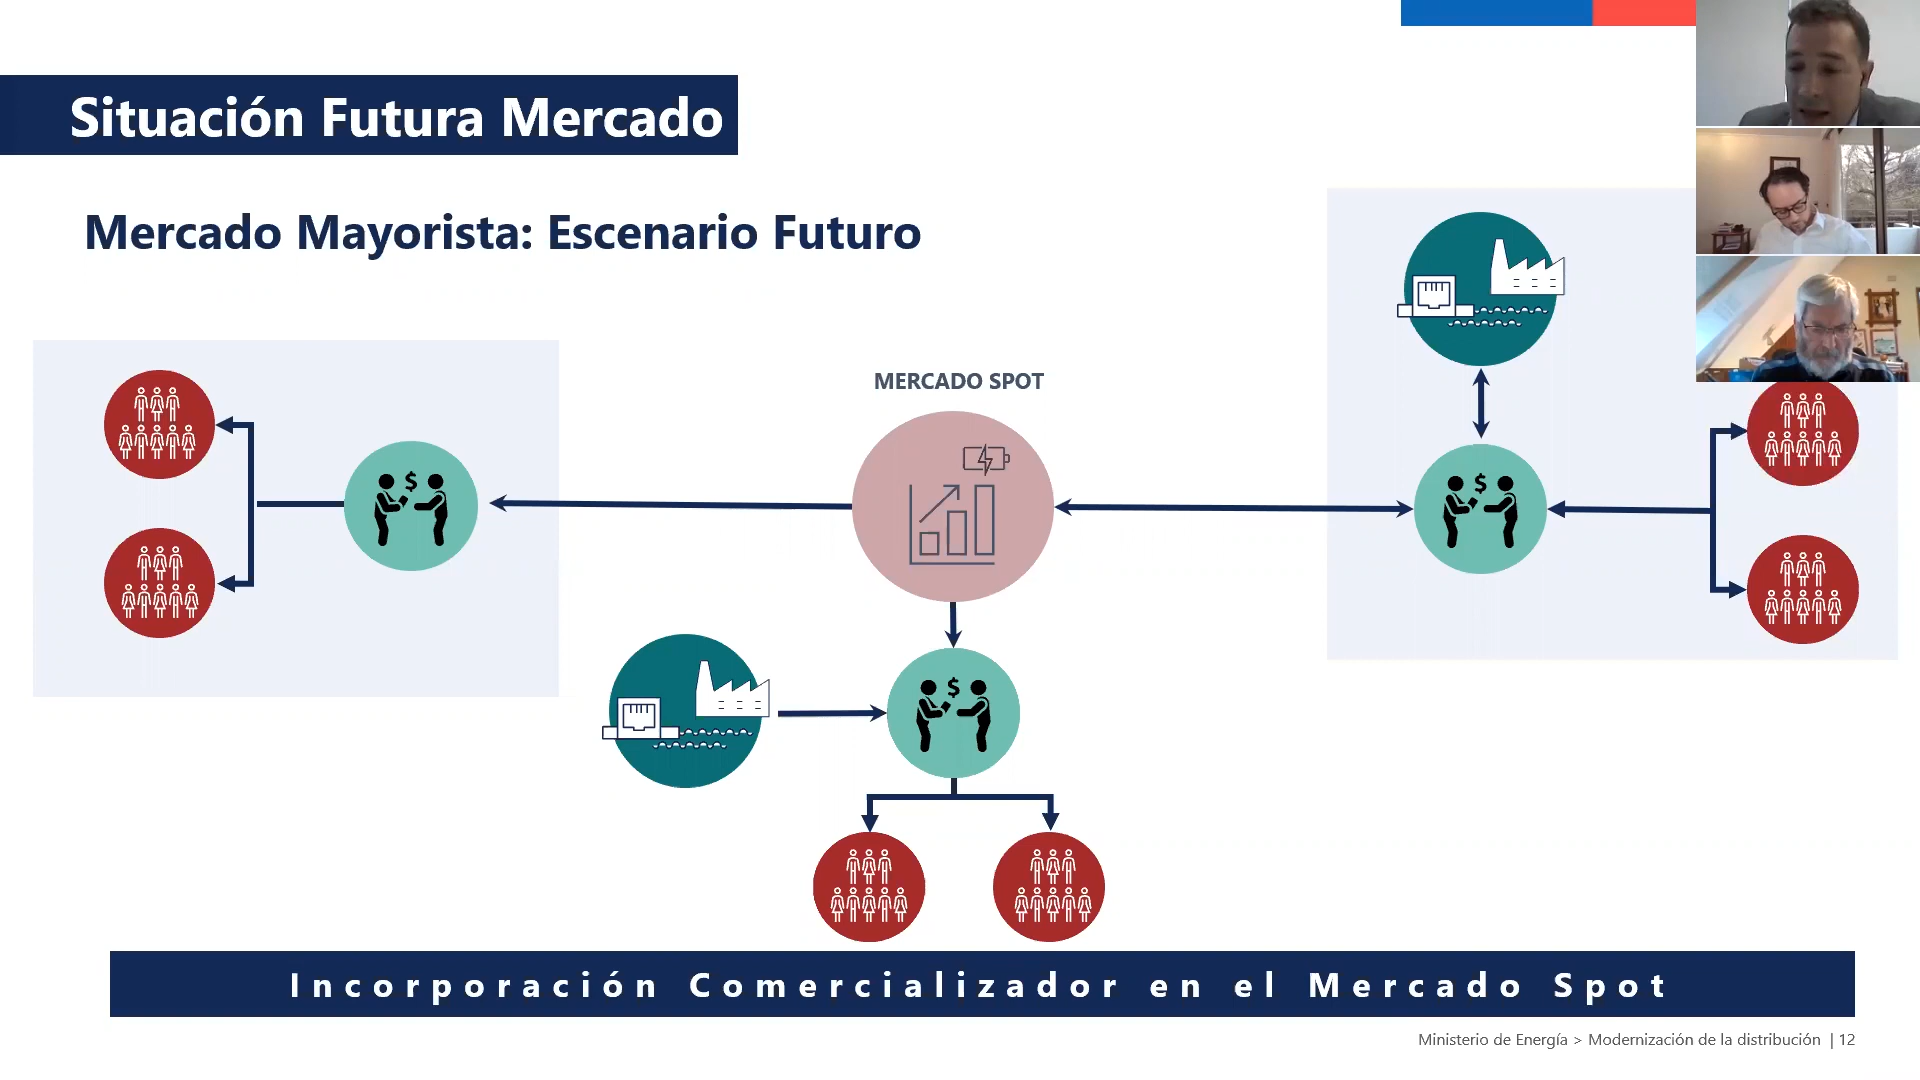 Situación Futura Mercado
Mercado Mayorista: Escenario Futuro
MERCADO SPOT
$
$
$
Incorporación Comercializador en el Mercado Spot
Ministerio de Energía > Modernización de la distribución | 12